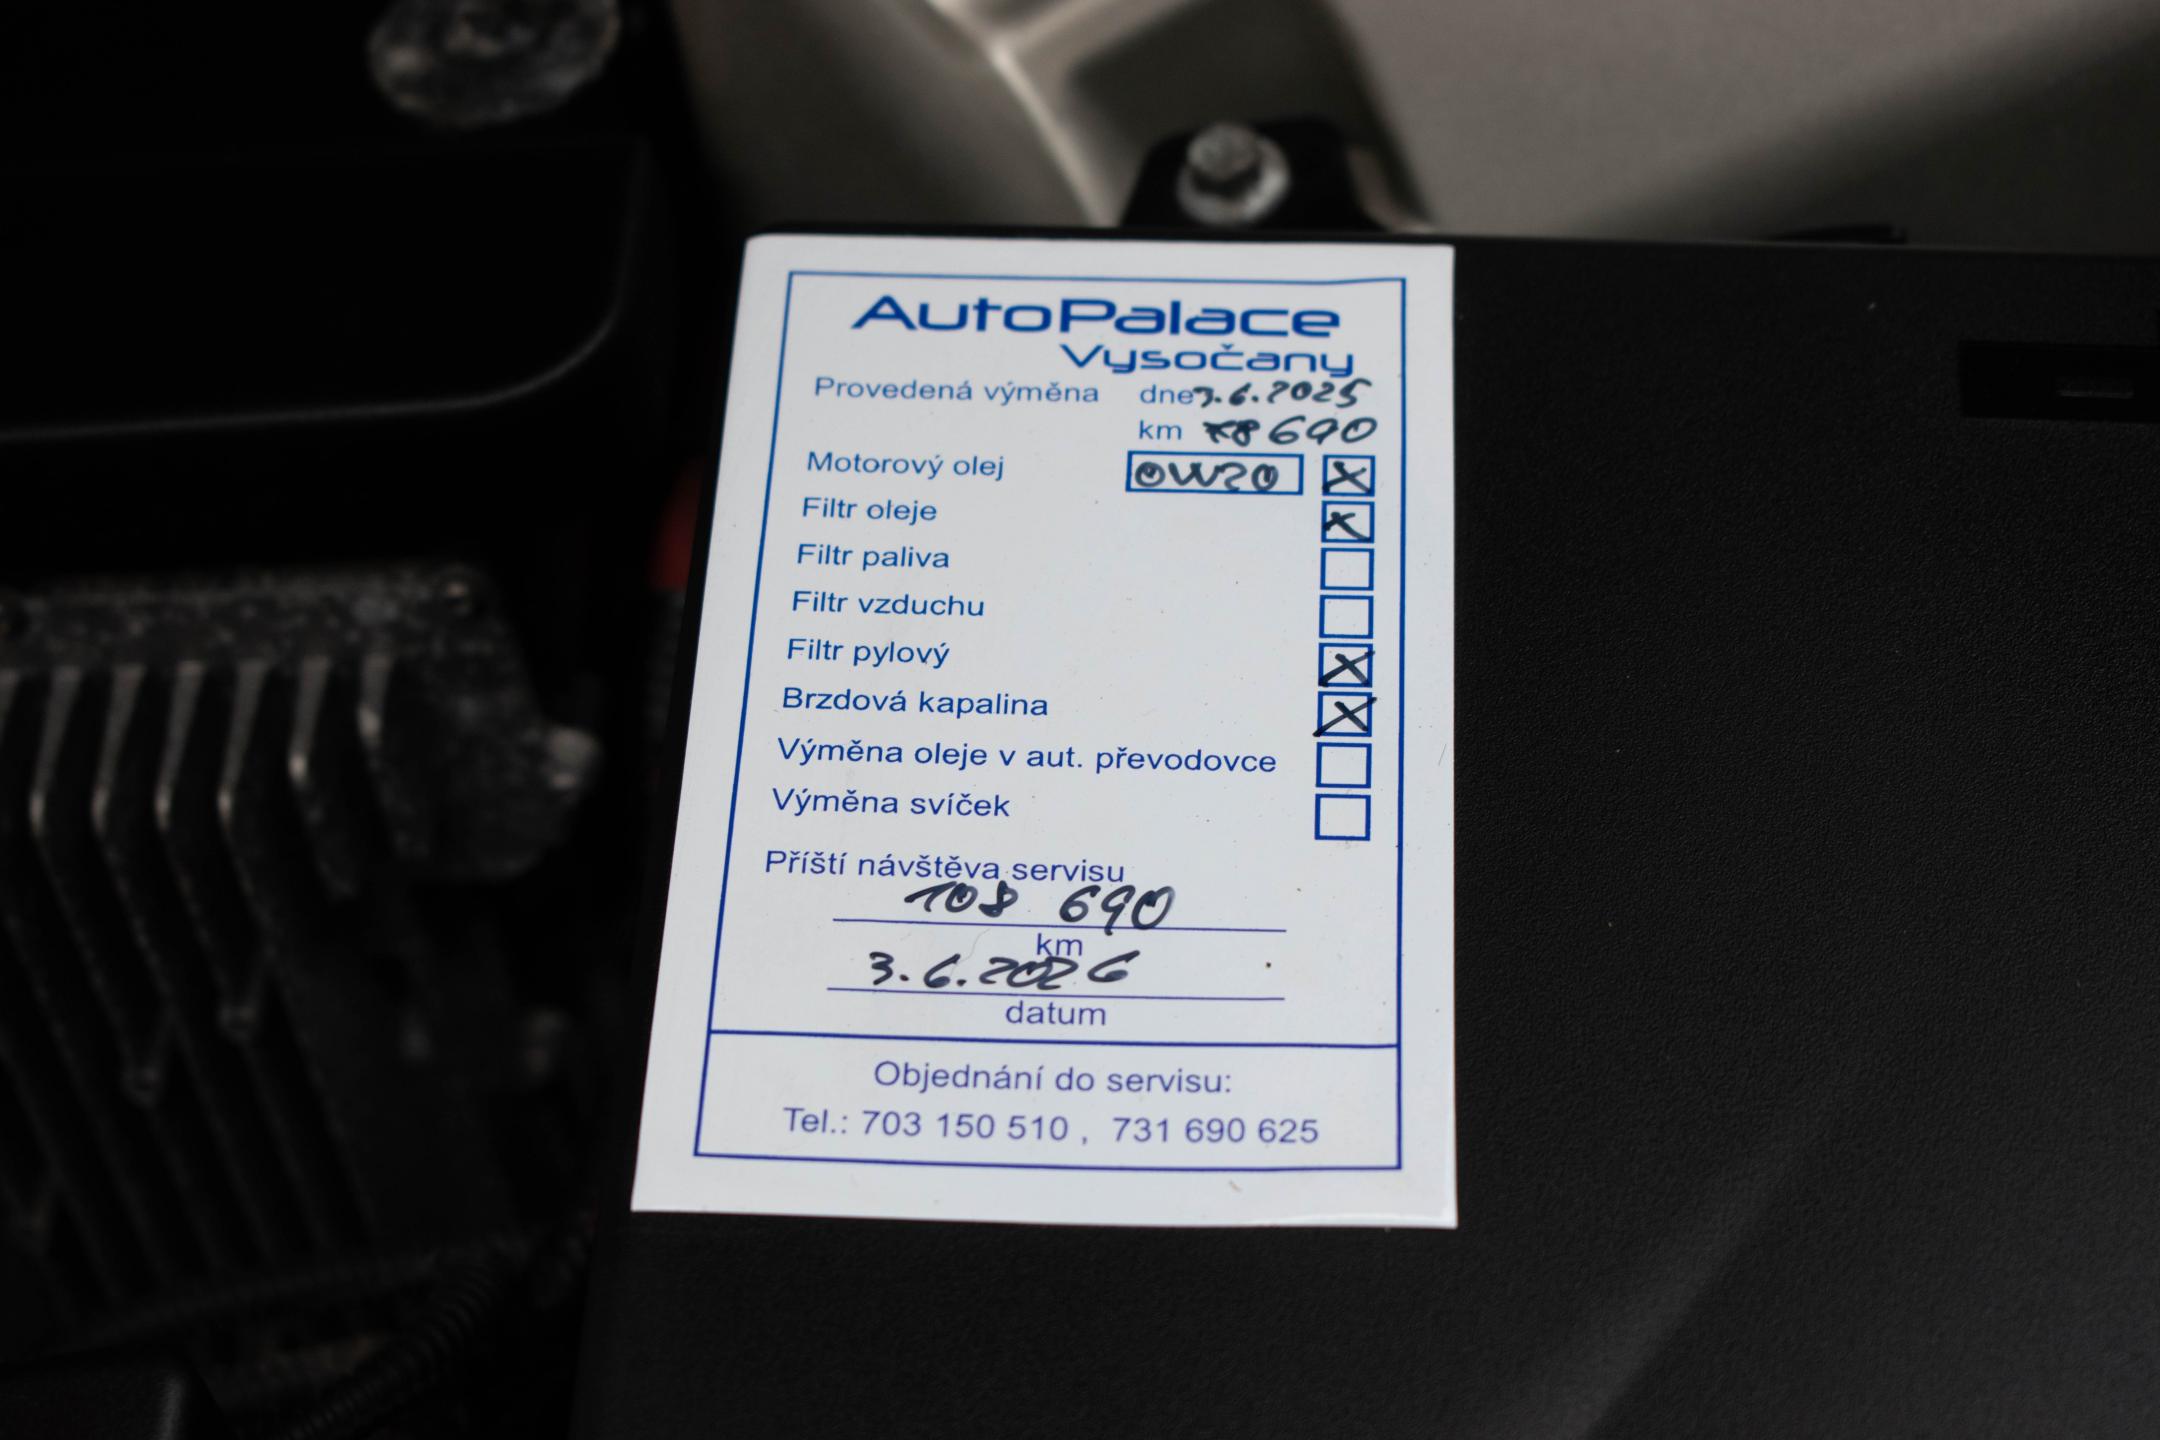 AutoPalace
Vysočany
Provedená výměna dne 3.6.2025
km 78690
Motorový olej 0W20 X
Filtr oleje X
Filtr paliva
Filtr vzduchu
Filtr pylový X
Brzdová kapalina X
Výměna oleje v aut. převodovce
Výměna svíček
Příští návštěva servisu
108 690
km
3.6.2026
datum
Objednání do servisu:
Tel.: 703 150 510 , 731 690 625